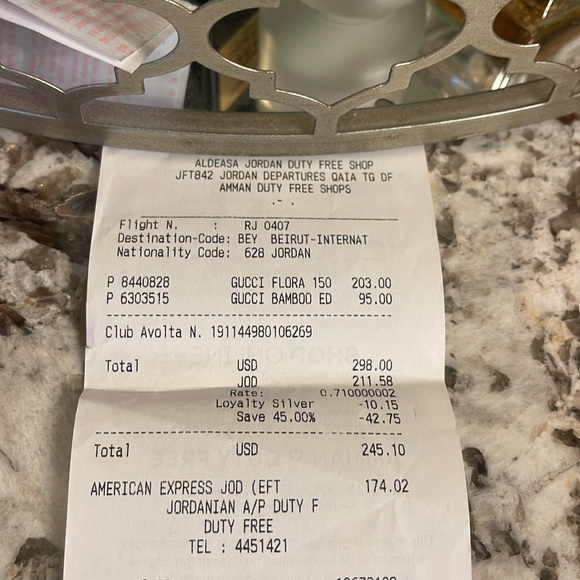 ALDEASA JORDAN DUTY FREE SHOP
JFT842 JORDAN DEPARTURES QAIA TG DF
AMMAN DUTY FREE SHOPS
.-.
Flight N. : RJ 0407
Destination-Code: BEY BEIRUT-INTERNAT
Nationality Code: 628 JORDAN
P 8440828 GUCCI FLORA 150 203.00
P 6303515 GUCCI BAMBOO ED 95.00
Club Avolta N. 191144980106269
Total USD 298.00
JOD 211.58
Rate: 0.710000002
Loyalty Silver -10.15
Save 45.00% -42.75
Total USD 245.10
AMERICAN EXPRESS JOD (EFT 174.02
JORDANIAN A/P DUTY F
DUTY FREE
TEL : 4451421